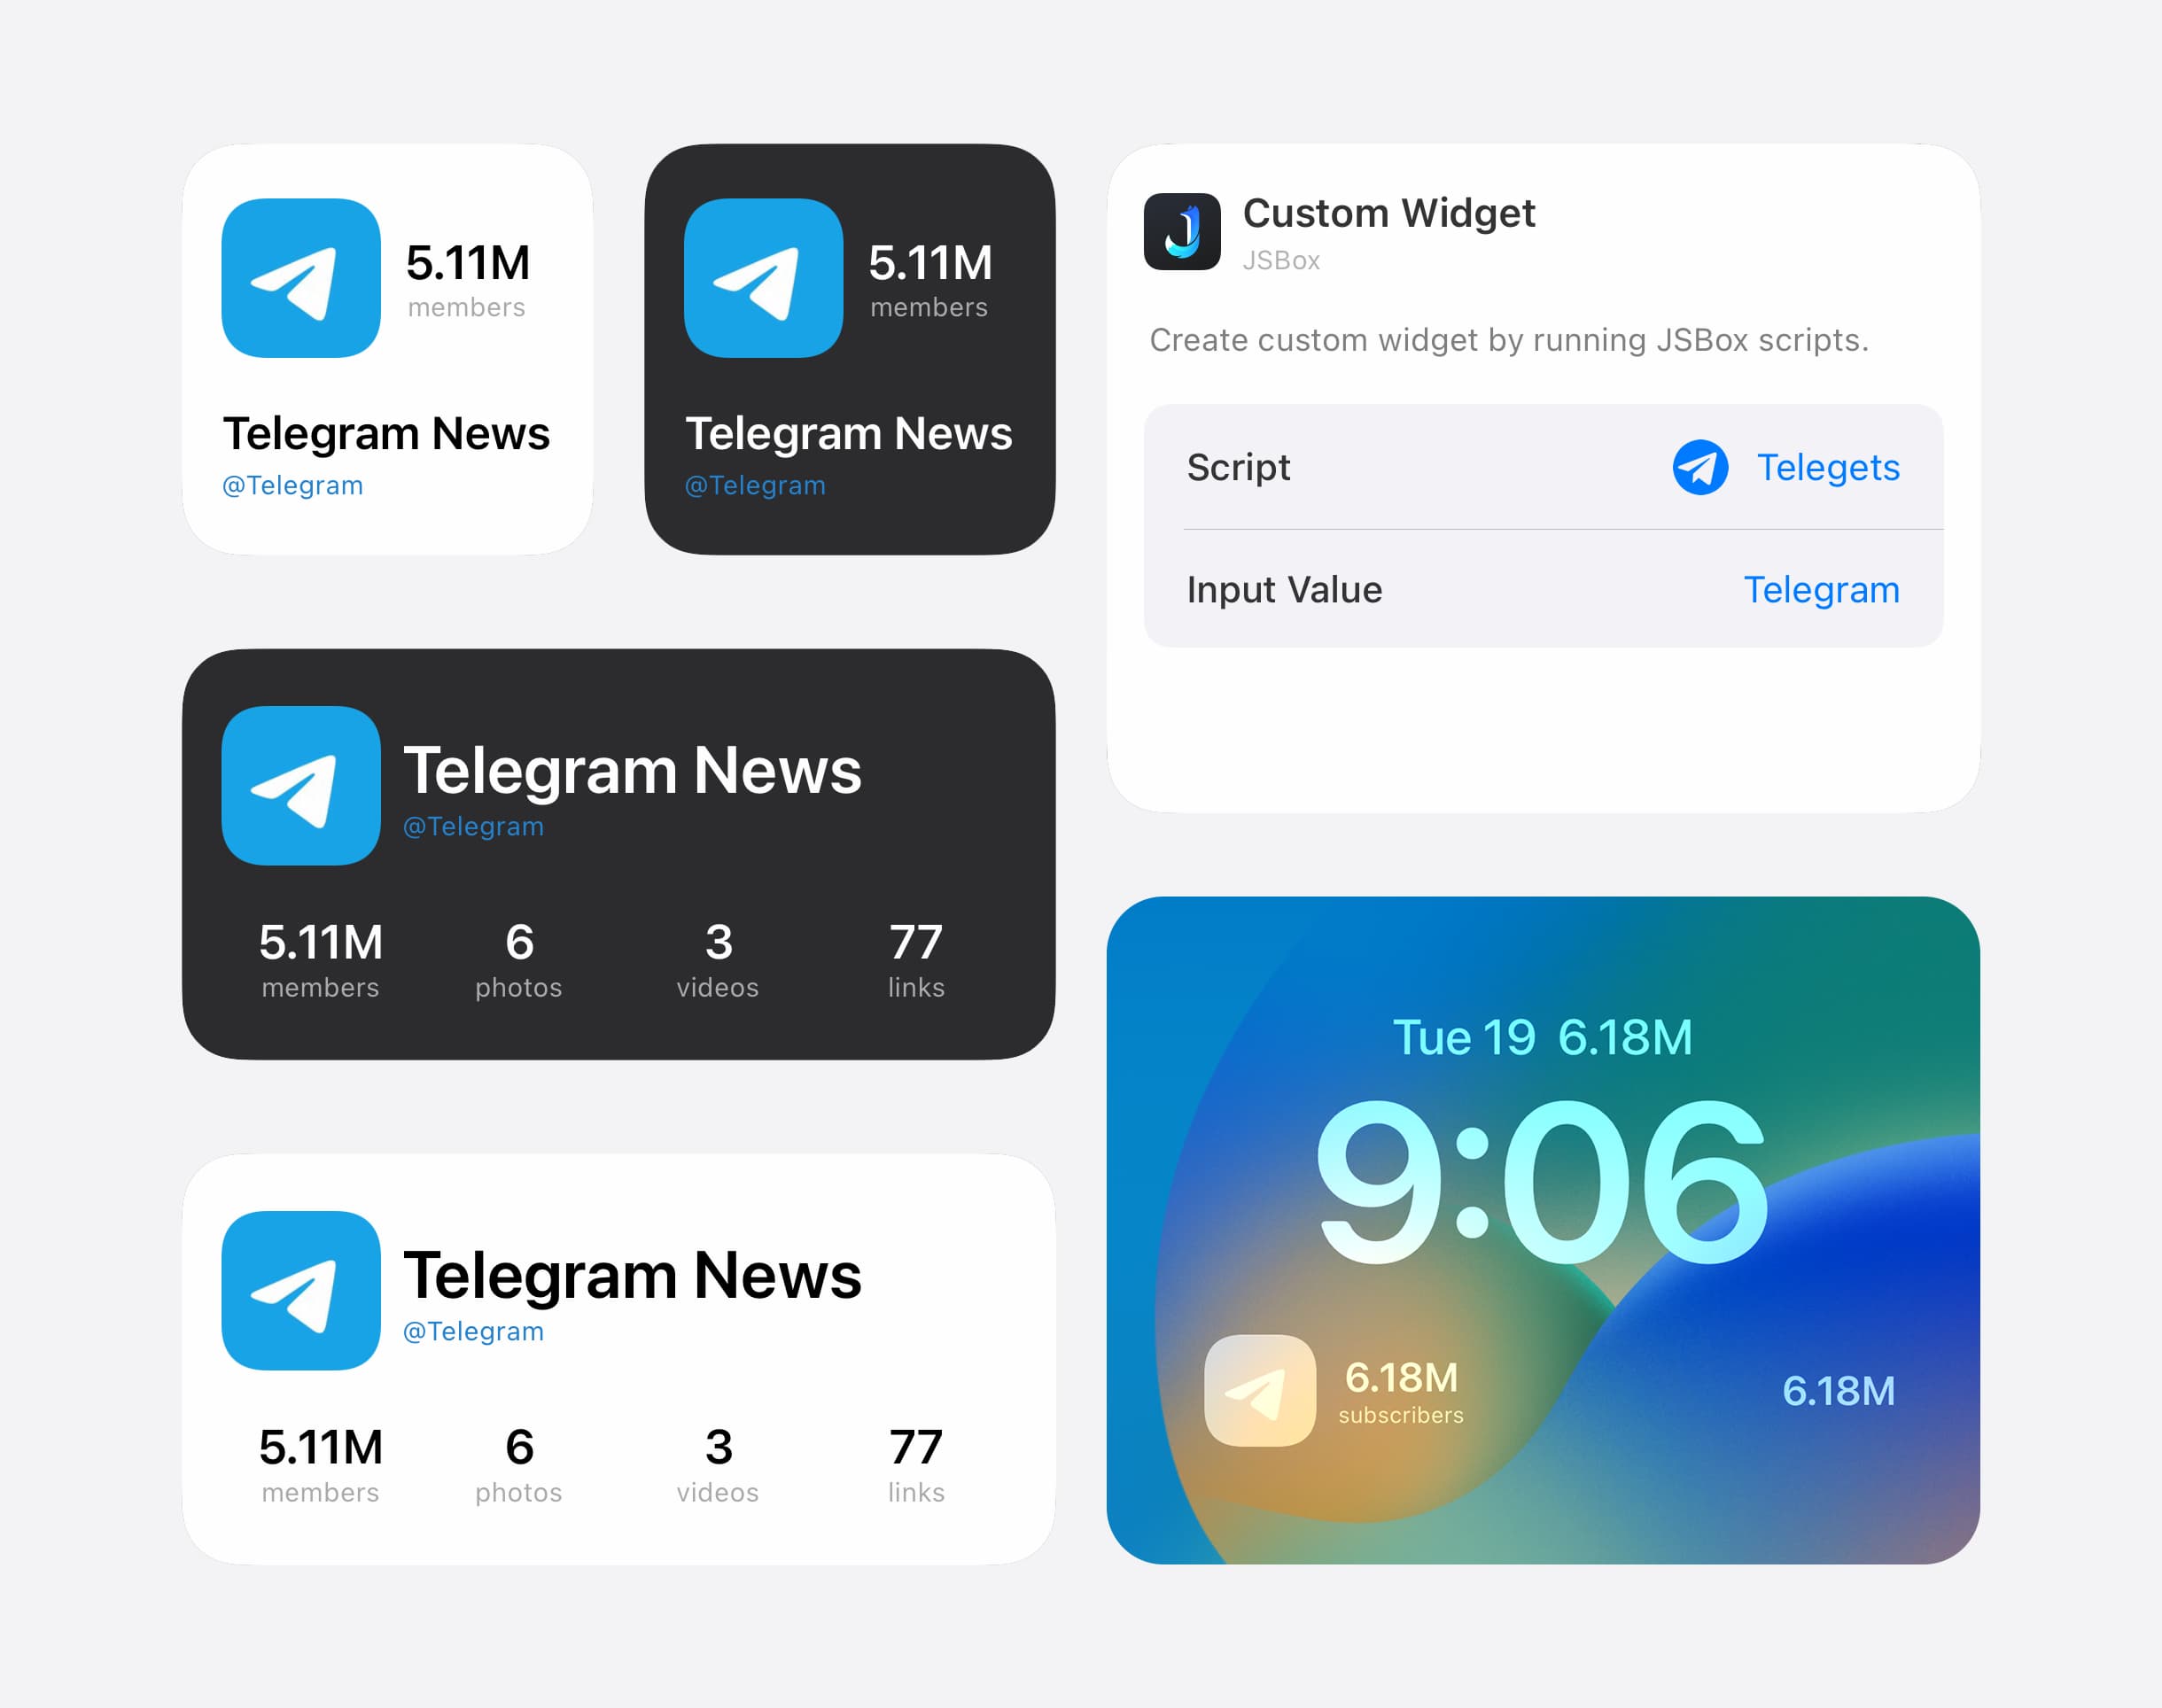 5.11M
members
Telegram News
@Telegram
5.11M
members
Telegram News
@Telegram
Telegram News
@Telegram
5.11M 6 3 77
members photos videos links
Telegram News
@Telegram
5.11M 6 3 77
members photos videos links
Custom Widget
JSBox
Create custom widget by running JSBox scripts.
Script Telegets
Input Value Telegram
Tue 19 6.18M
9:06
6.18M
subscribers
6.18M